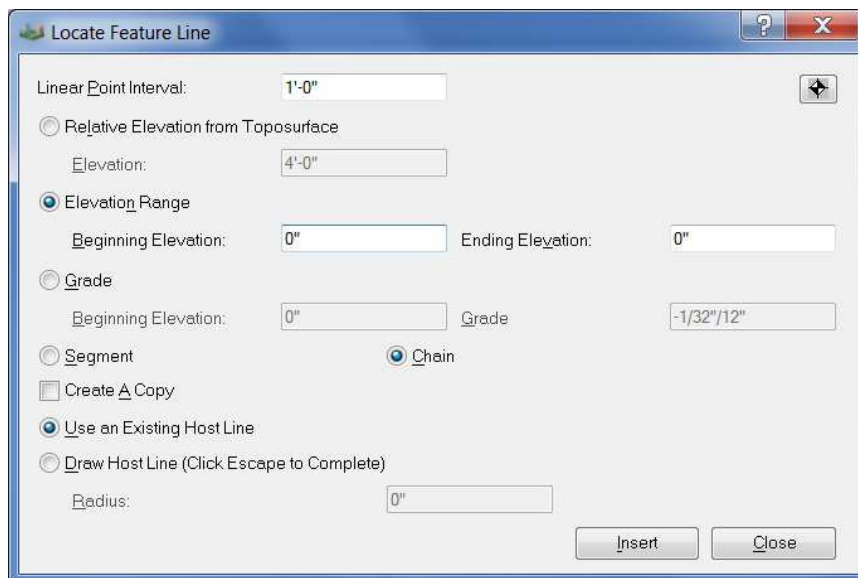 Locate Feature Line
Linear Point Interval: 1'-0"
Relative Elevation from Toposurface
Elevation: 4'-0"
Elevation Range
Beginning Elevation: 0" Ending Elevation: 0"
Grade
Beginning Elevation: 0" Grade -1/32"/12"
Segment Chain
Create A Copy
Use an Existing Host Line
Draw Host Line (Click Escape to Complete)
Radius: 0"
Insert Close